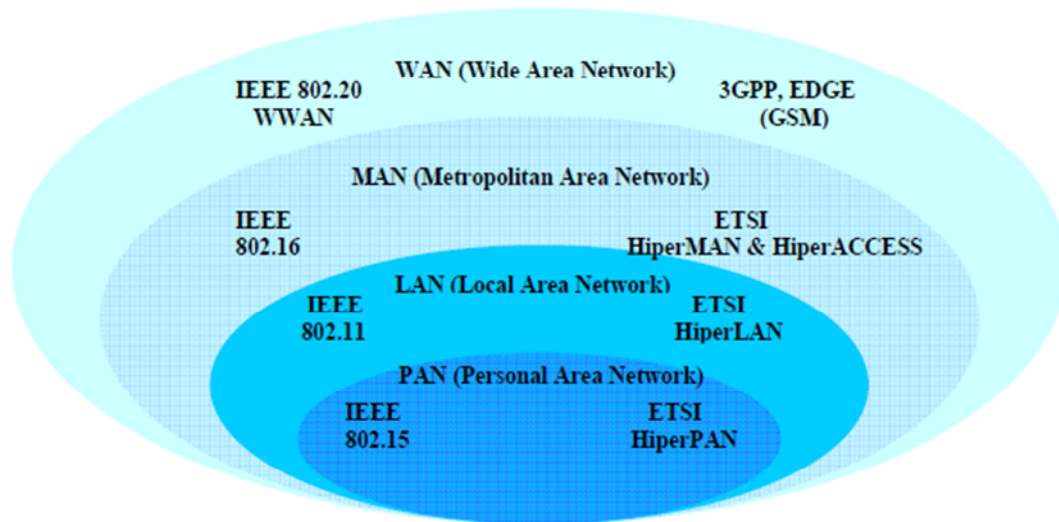 WAN (Wide Area Network)
IEEE 802.20
WWAN
3GPP, EDGE
(GSM)
MAN (Metropolitan Area Network)
IEEE
802.16
ETSI
HiperMAN & HiperACCESS
LAN (Local Area Network)
IEEE
802.11
ETSI
HiperLAN
PAN (Personal Area Network)
IEEE
802.15
ETSI
HiperPAN